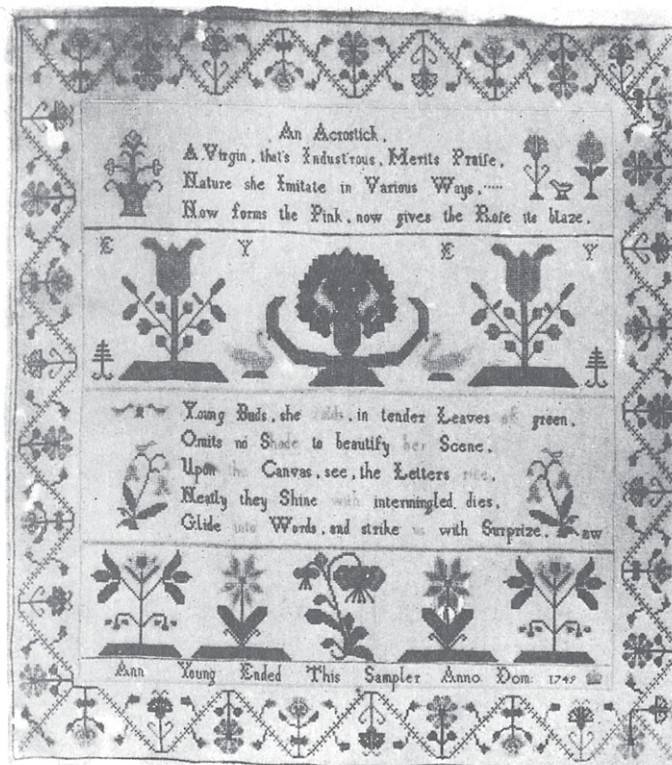 An Acrostick,
A Virgin, that's Industrous, Merits Praise,
Nature she Imitate in Various Ways,.....
Now forms the Pink, now gives the Rose its blaze.
E Y E Y
Young Buds, she folds, in tender Leaves of green,
Omits no Shade to beautify her Scene,
Upon the Canvas, see, the Letters rise,
Neatly they Shine with intermingled dies,
Glide into Words, and strike us with Surprize. aw
Ann Young Ended This Sampler Anno Dom: 1749